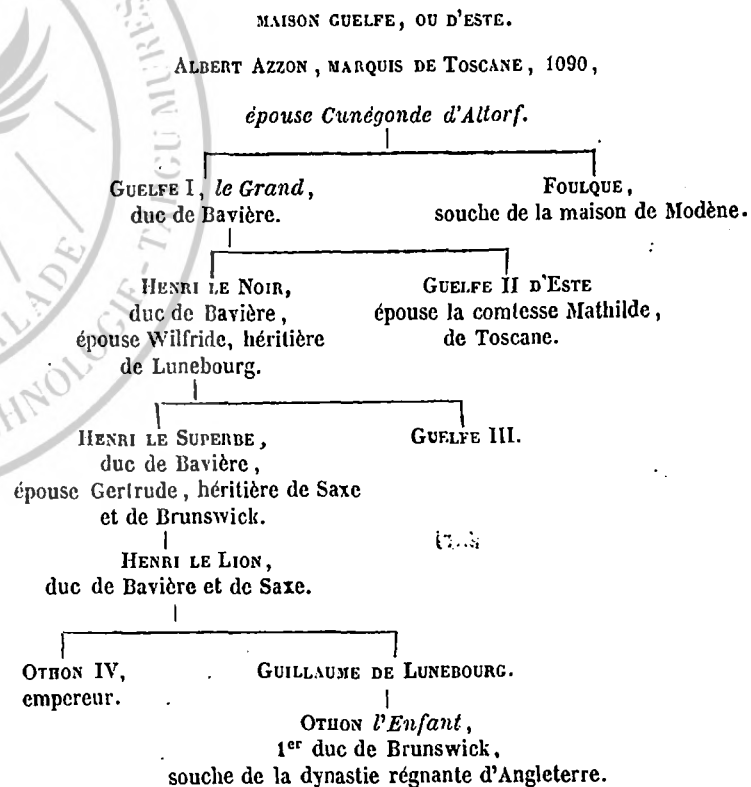 MAISON GUELFE, OU D'ESTE.
ALBERT AZZON, MARQUIS DE TOSCANE, 1090,
épouse Cunégonde d'Altorf.
GUELFE I, le Grand,
duc de Bavière.
FOULQUE,
souche de la maison de Modène.
HENRI LE NOIR,
duc de Bavière,
épouse Wilfride, héritière
de Lunebourg.
GUELFE II D'ESTE
épouse la comtesse Mathilde,
de Toscane.
HENRI LE SUPERBE,
duc de Bavière,
épouse Gertrude, héritière de Saxe
et de Brunswick.
GUELFE III.
HENRI LE LION,
duc de Bavière et de Saxe.
OTHON IV,
empereur.
GUILLAUME DE LUNEBOURG.
OTHON l'Enfant,
1er duc de Brunswick,
souche de la dynastie régnante d'Angleterre.